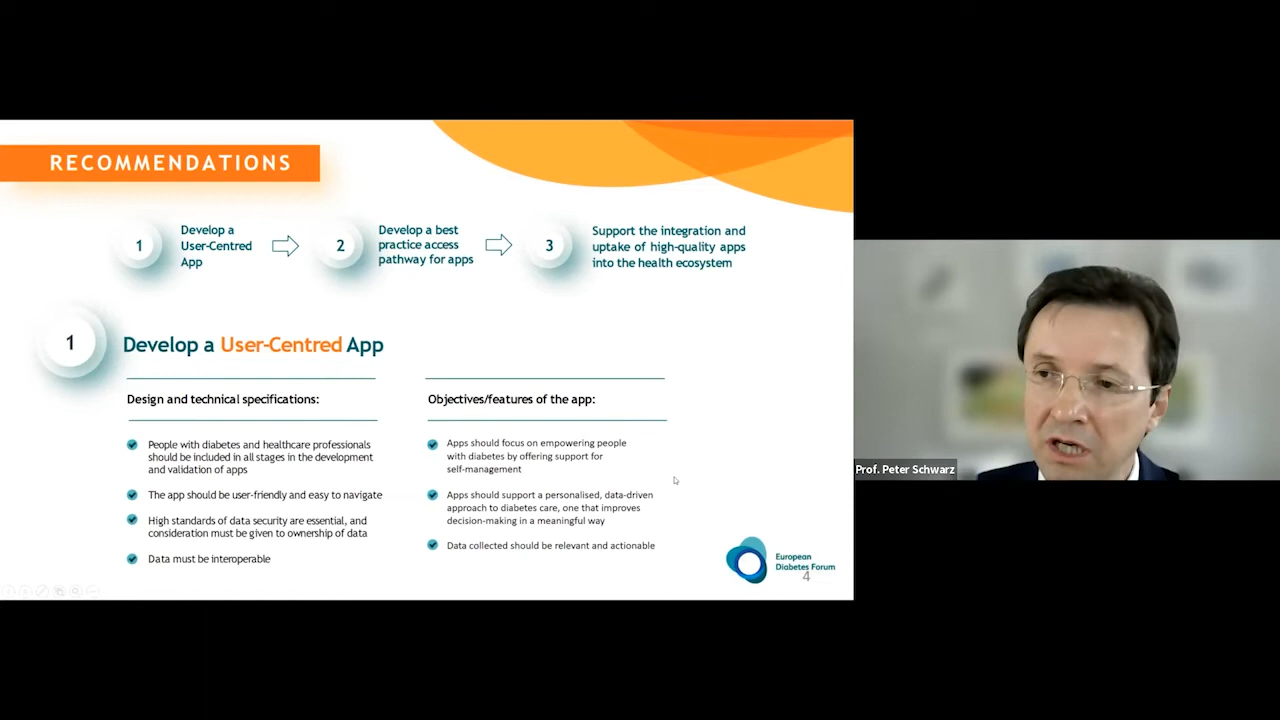 RECOMMENDATIONS
1
Develop a
User-Centred
App
2
Develop a best
practice access
pathway for apps
3
Support the integration and
uptake of high-quality apps
into the health ecosystem
1
Develop a User-Centred App
Design and technical specifications:
People with diabetes and healthcare professionals
should be included in all stages in the development
and validation of apps
The app should be user-friendly and easy to navigate
High standards of data security are essential, and
consideration must be given to ownership of data
Data must be interoperable
Objectives/features of the app:
Apps should focus on empowering people
with diabetes by offering support for
self-management
Apps should support a personalised, data-driven
approach to diabetes care, one that improves
decision-making in a meaningful way
Data collected should be relevant and actionable
European
Diabetes Forum
4
Prof. Peter Schwarz